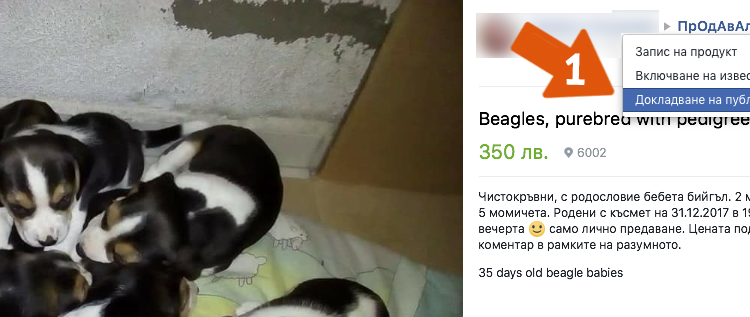 ПрОдАвАл
1
Запис на продукт
Включване на извес
Докладване на публ
Beagles, purebred with pedigree
350 лв.
6002
Чистокръвни, с родословие бебета бийгъл. 2 м
5 момичета. Родени с късмет на 31.12.2017 в 19
вечерта само лично предаване. Цената под
коментар в рамките на разумното.
35 days old beagle babies